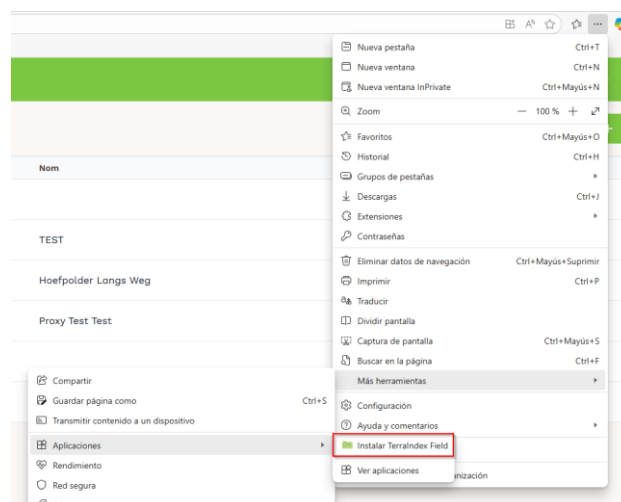 Nueva pestaña Ctrl+T
Nueva ventana Ctrl+N
Nueva ventana InPrivate Ctrl+Mayús+N
Zoom — 100 % +
Favoritos Ctrl+Mayús+O
Historial Ctrl+H
Grupos de pestañas
Descargas Ctrl+J
Extensiones
Contraseñas
Eliminar datos de navegación Ctrl+Mayús+Suprimir
Imprimir Ctrl+P
Traducir
Dividir pantalla
Captura de pantalla Ctrl+Mayús+S
Buscar en la página Ctrl+F
Más herramientas
Configuración
Ayuda y comentarios
Instalar TerraIndex Field
Ver aplicaciones
Nom
TEST
Hoefpolder Langs Weg
Proxy Test Test
Compartir
Guardar página como Ctrl+S
Transmitir contenido a un dispositivo
Aplicaciones
Rendimiento
Red segura